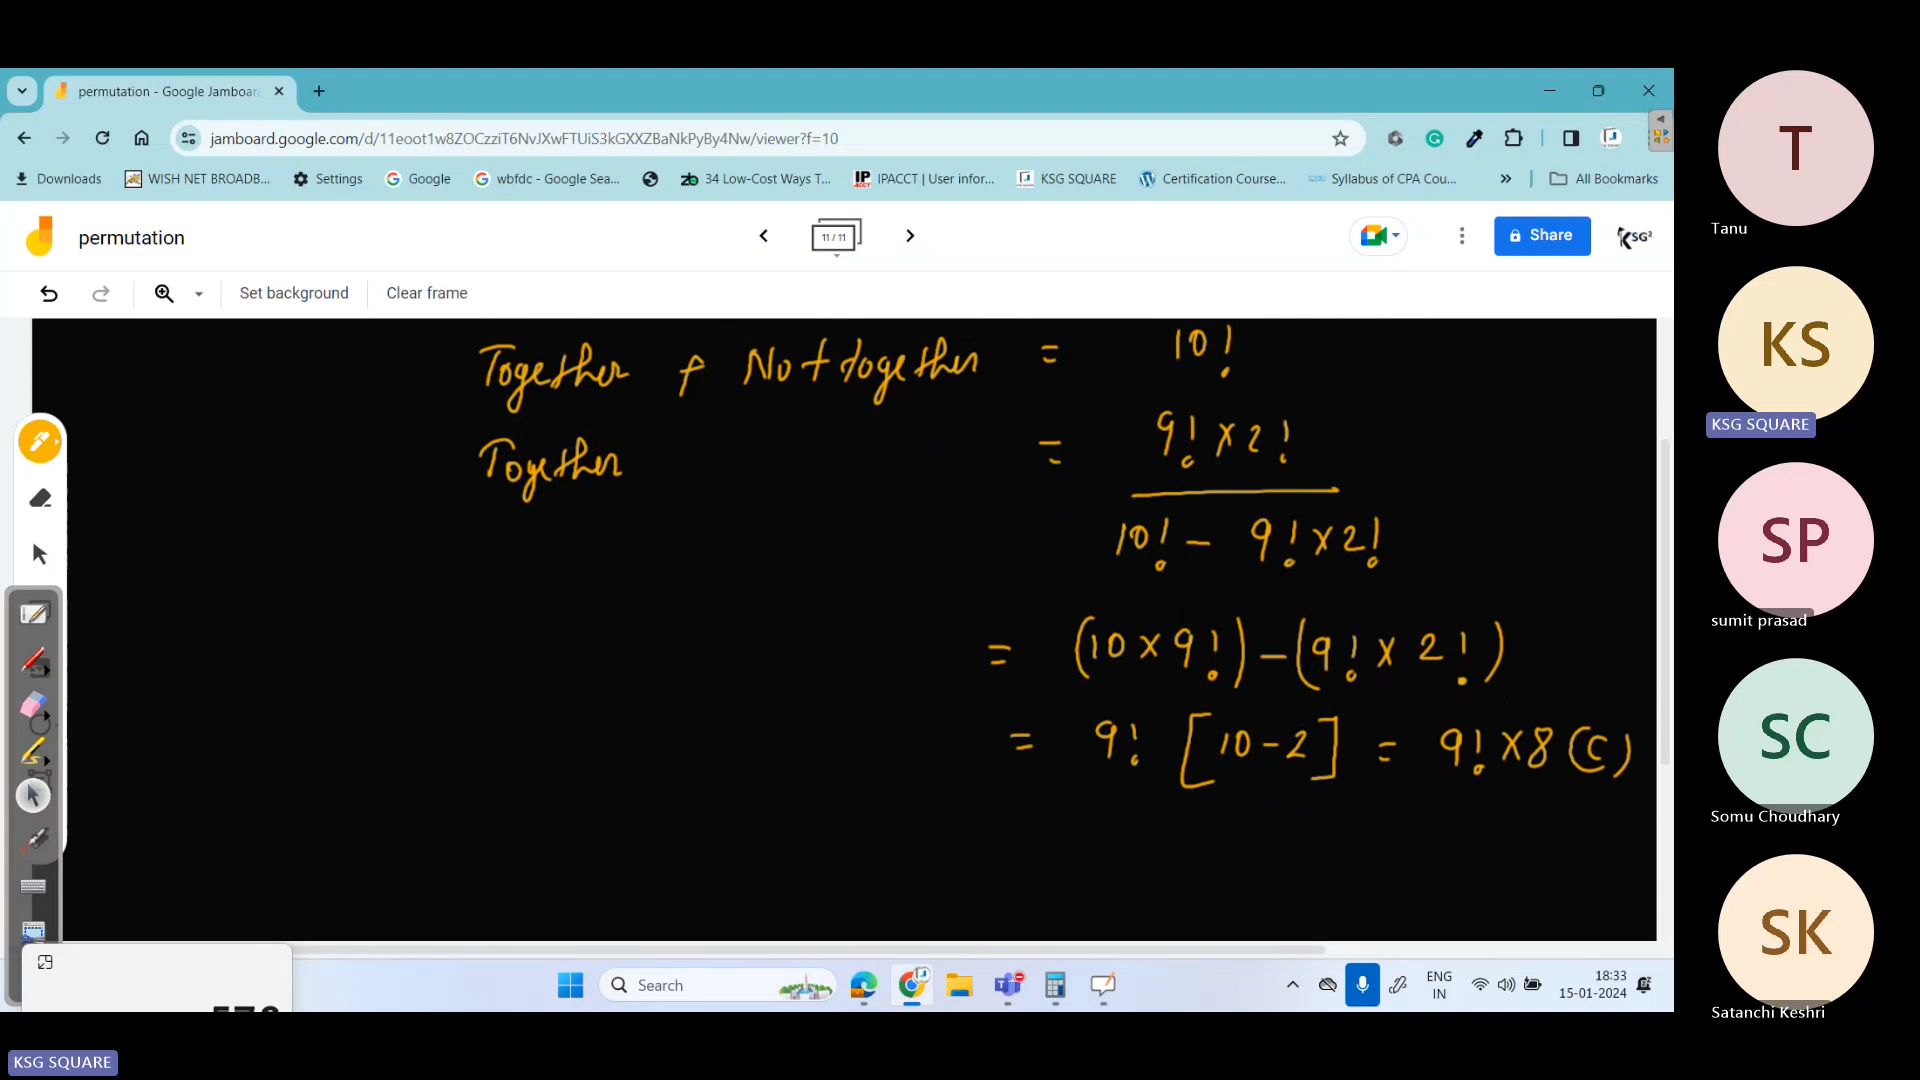 permutation - Google Jamboar
jamboard.google.com/d/11eoot1w8ZOCzziT6NvJXwFTUiS3kGXXZBaNkPyBy4Nw/viewer?f=10
Downloads WISH NET BROADB... Settings Google wbfdc - Google Sea... 34 Low-Cost Ways T... IPACCT | User infor... KSG SQUARE Certification Course... Syllabus of CPA Cou... » All Bookmarks
permutation 11 / 11 Share KSG²
Set background Clear frame
Together + Not together = 10!
Together = 9! x 2!
10! - 9! x 2!
= (10 x 9!) - (9! x 2!)
= 9! [10 - 2] = 9! x 8 (C)
Search ENG IN 18:33 15-01-2024
T
Tanu
KS
KSG SQUARE
SP
sumit prasad
SC
Somu Choudhary
SK
Satanchi Keshri
KSG SQUARE